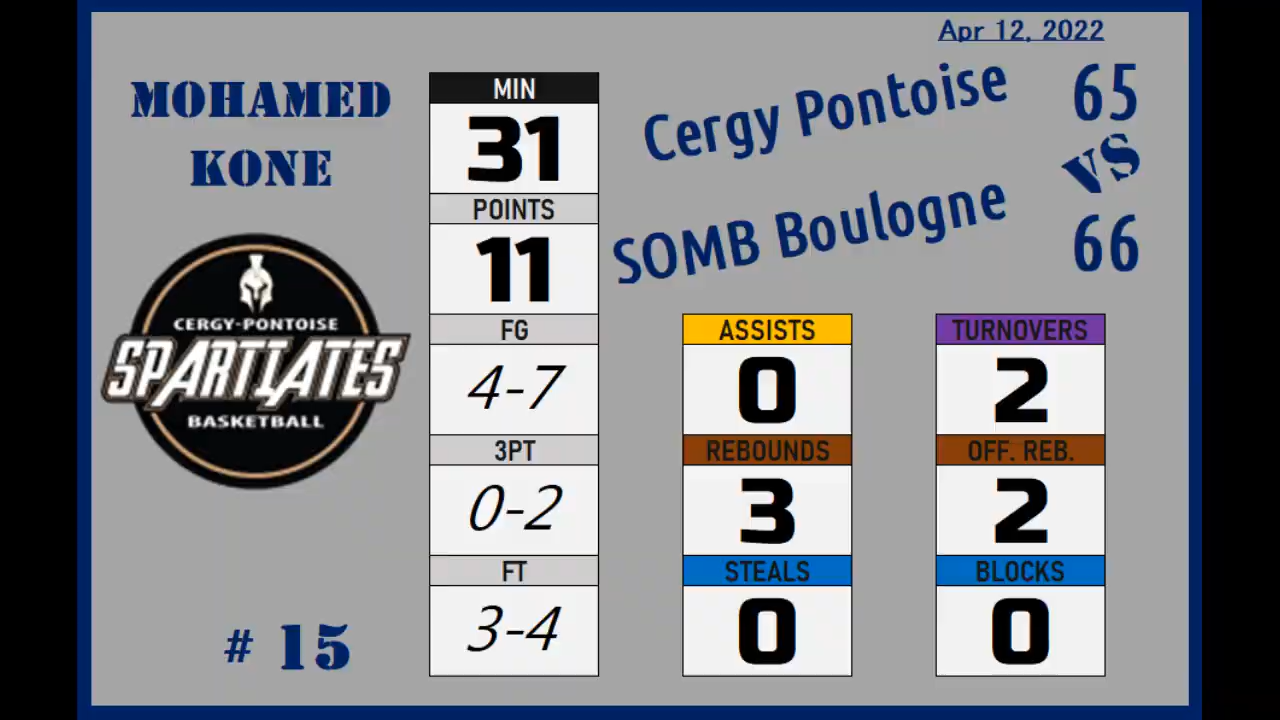 Apr 12, 2022
MOHAMED
KONE
CERGY-PONTOISE
SPARTIATES
BASKETBALL
# 15
MIN
31
POINTS
11
FG
4-7
3PT
0-2
FT
3-4
Cergy Pontoise 65
VS
SOMB Boulogne 66
ASSISTS
0
REBOUNDS
3
STEALS
0
TURNOVERS
2
OFF. REB.
2
BLOCKS
0